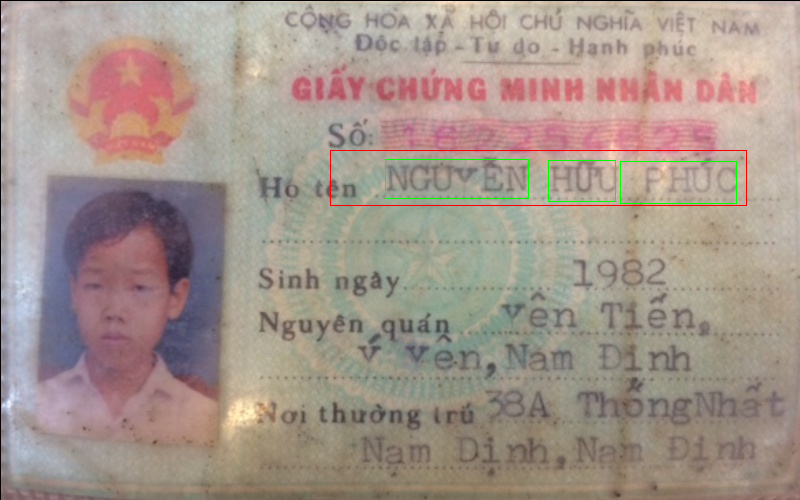 CỘNG HÒA XÃ HỘI CHỦ NGHĨA VIỆT NAM
Độc lập - Tự do - Hạnh phúc
GIẤY CHỨNG MINH NHÂN DÂN
Số:
Họ tên NGUYỄN HỮU PHÚC
Sinh ngày 1982
Nguyên quán Yên Tiến,
Ý Yên, Nam Định
Nơi thường trú 38A Thống Nhất
Nam Định, Nam Định